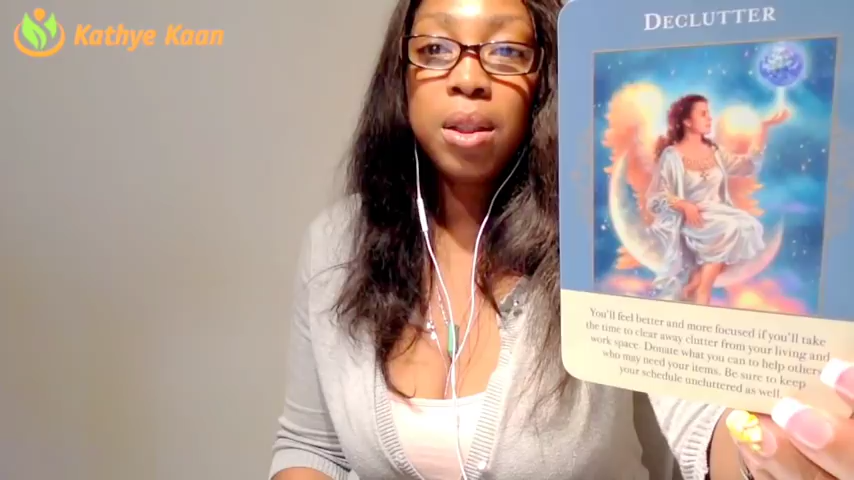 Kathye Kaan
DECLUTTER
You'll feel better and more focused if you'll take
the time to clear away clutter from your living and
work space. Donate what you can to help others
who may need your items. Be sure to keep
your schedule uncluttered as well.